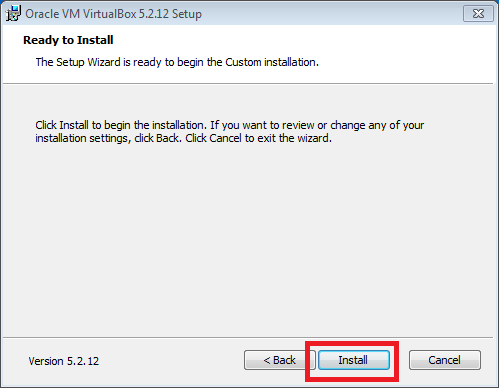 Oracle VM VirtualBox 5.2.12 Setup
Ready to Install
The Setup Wizard is ready to begin the Custom installation.
Click Install to begin the installation. If you want to review or change any of your
installation settings, click Back. Click Cancel to exit the wizard.
Version 5.2.12
< Back
Install
Cancel